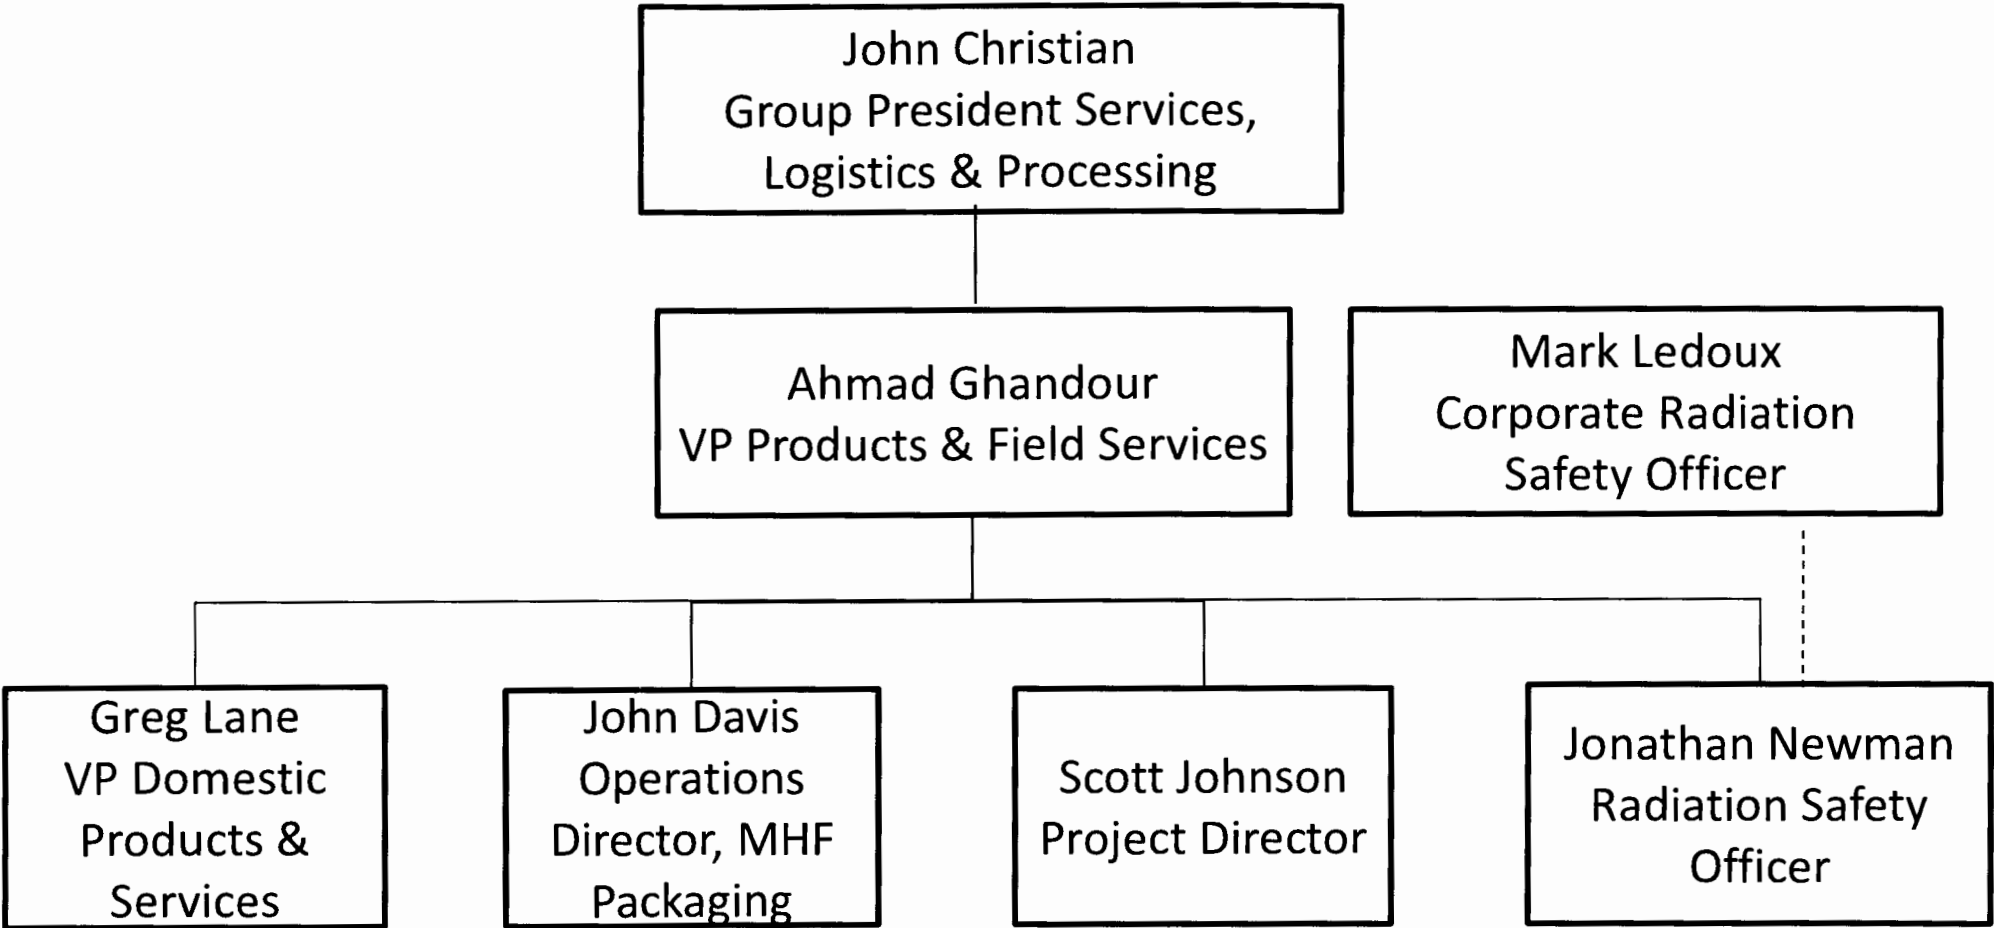 John Christian
Group President Services,
Logistics & Processing
Ahmad Ghandour
VP Products & Field Services
Mark Ledoux
Corporate Radiation
Safety Officer
Greg Lane
VP Domestic
Products &
Services
John Davis
Operations
Director, MHF
Packaging
Scott Johnson
Project Director
Jonathan Newman
Radiation Safety
Officer